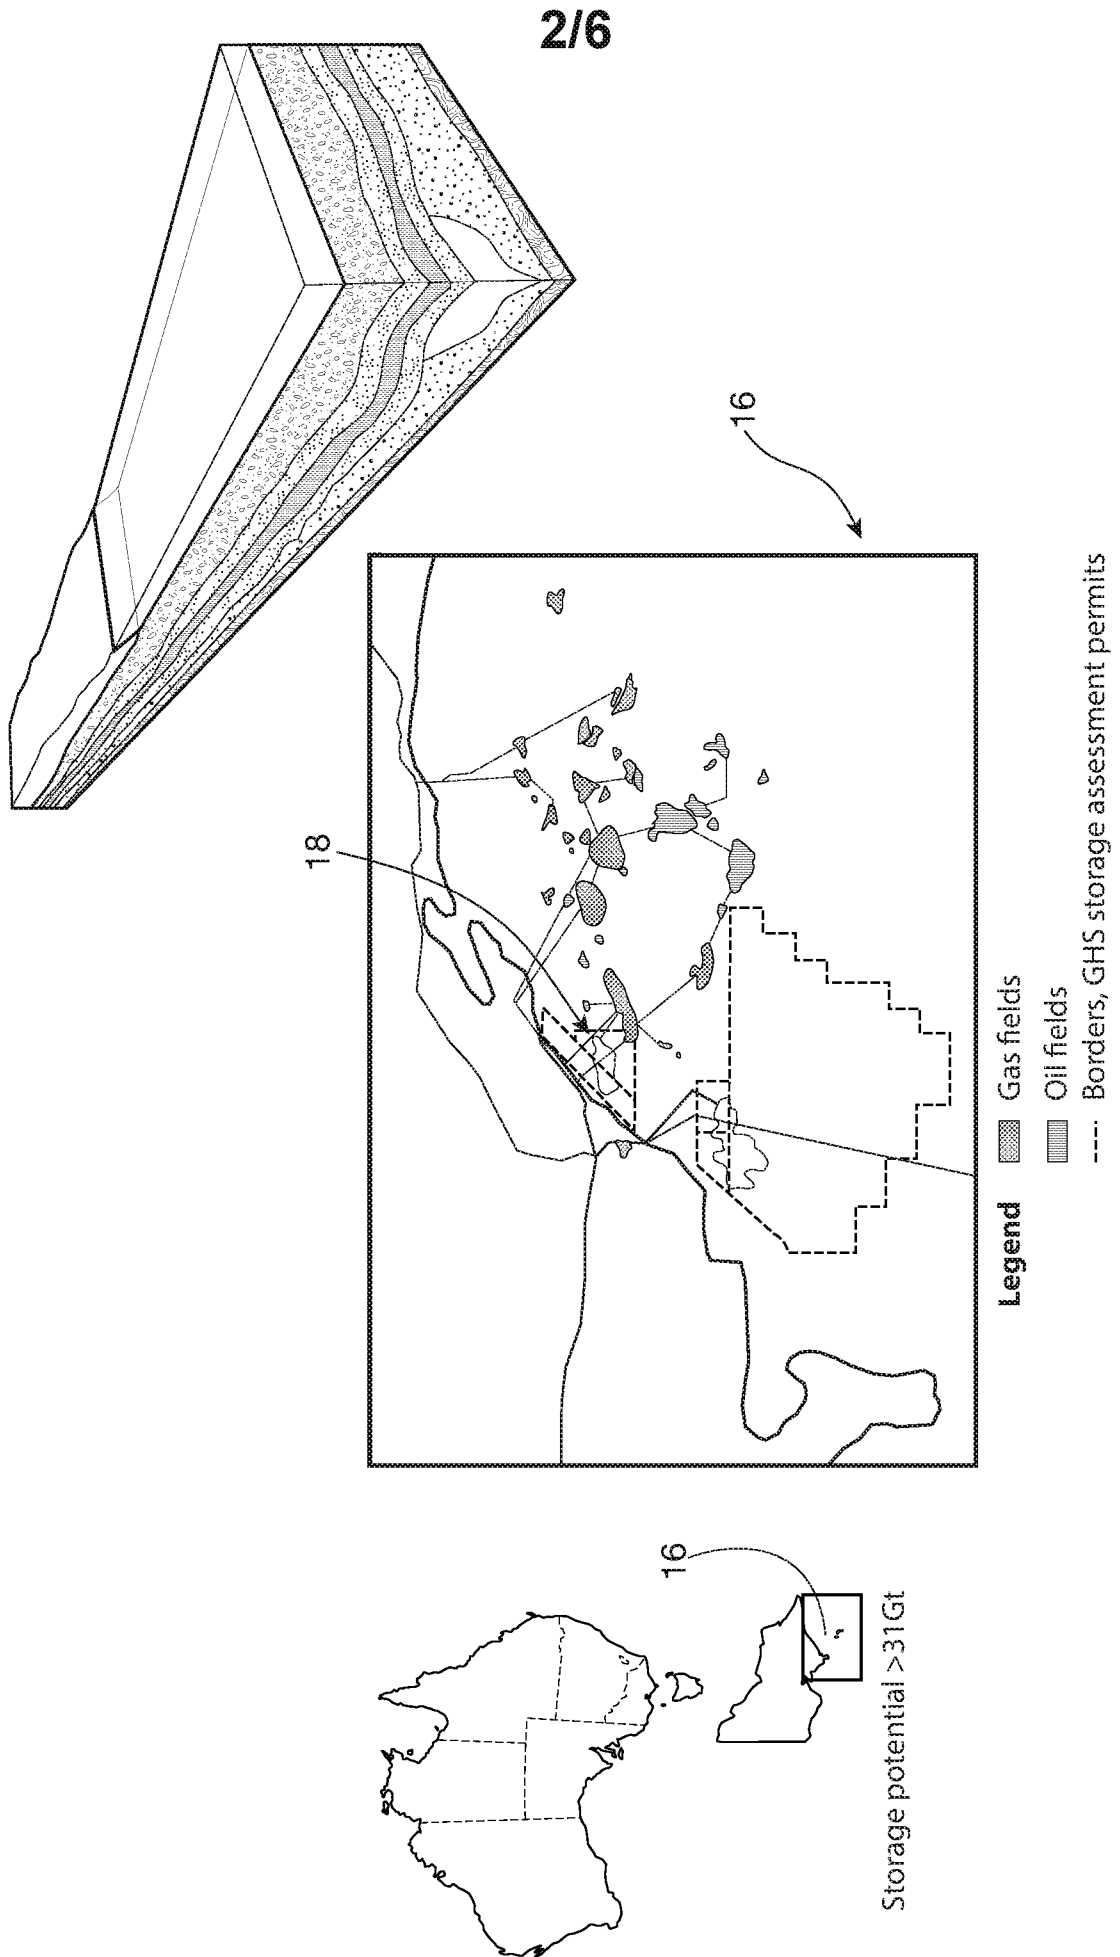 2/6
16
18
16
Legend
Gas fields
Oil fields
Borders, GHS storage assessment permits
Storage potential >31Gt